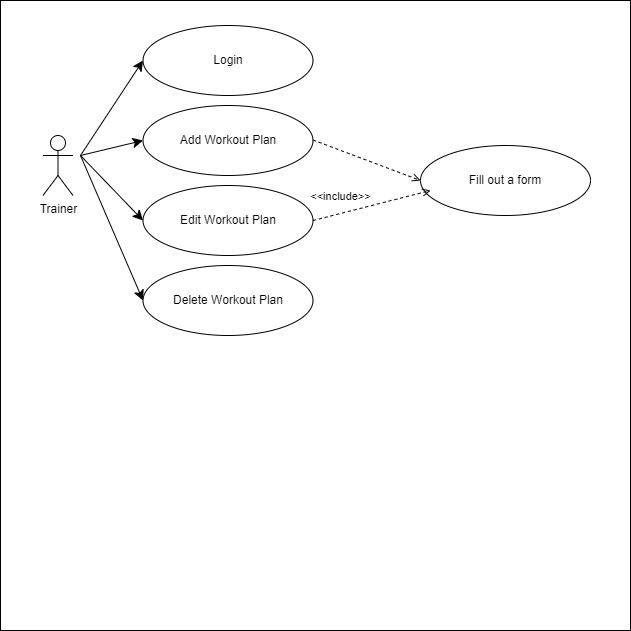 Login
Add Workout Plan
Fill out a form
<<include>>
Trainer
Edit Workout Plan
Delete Workout Plan